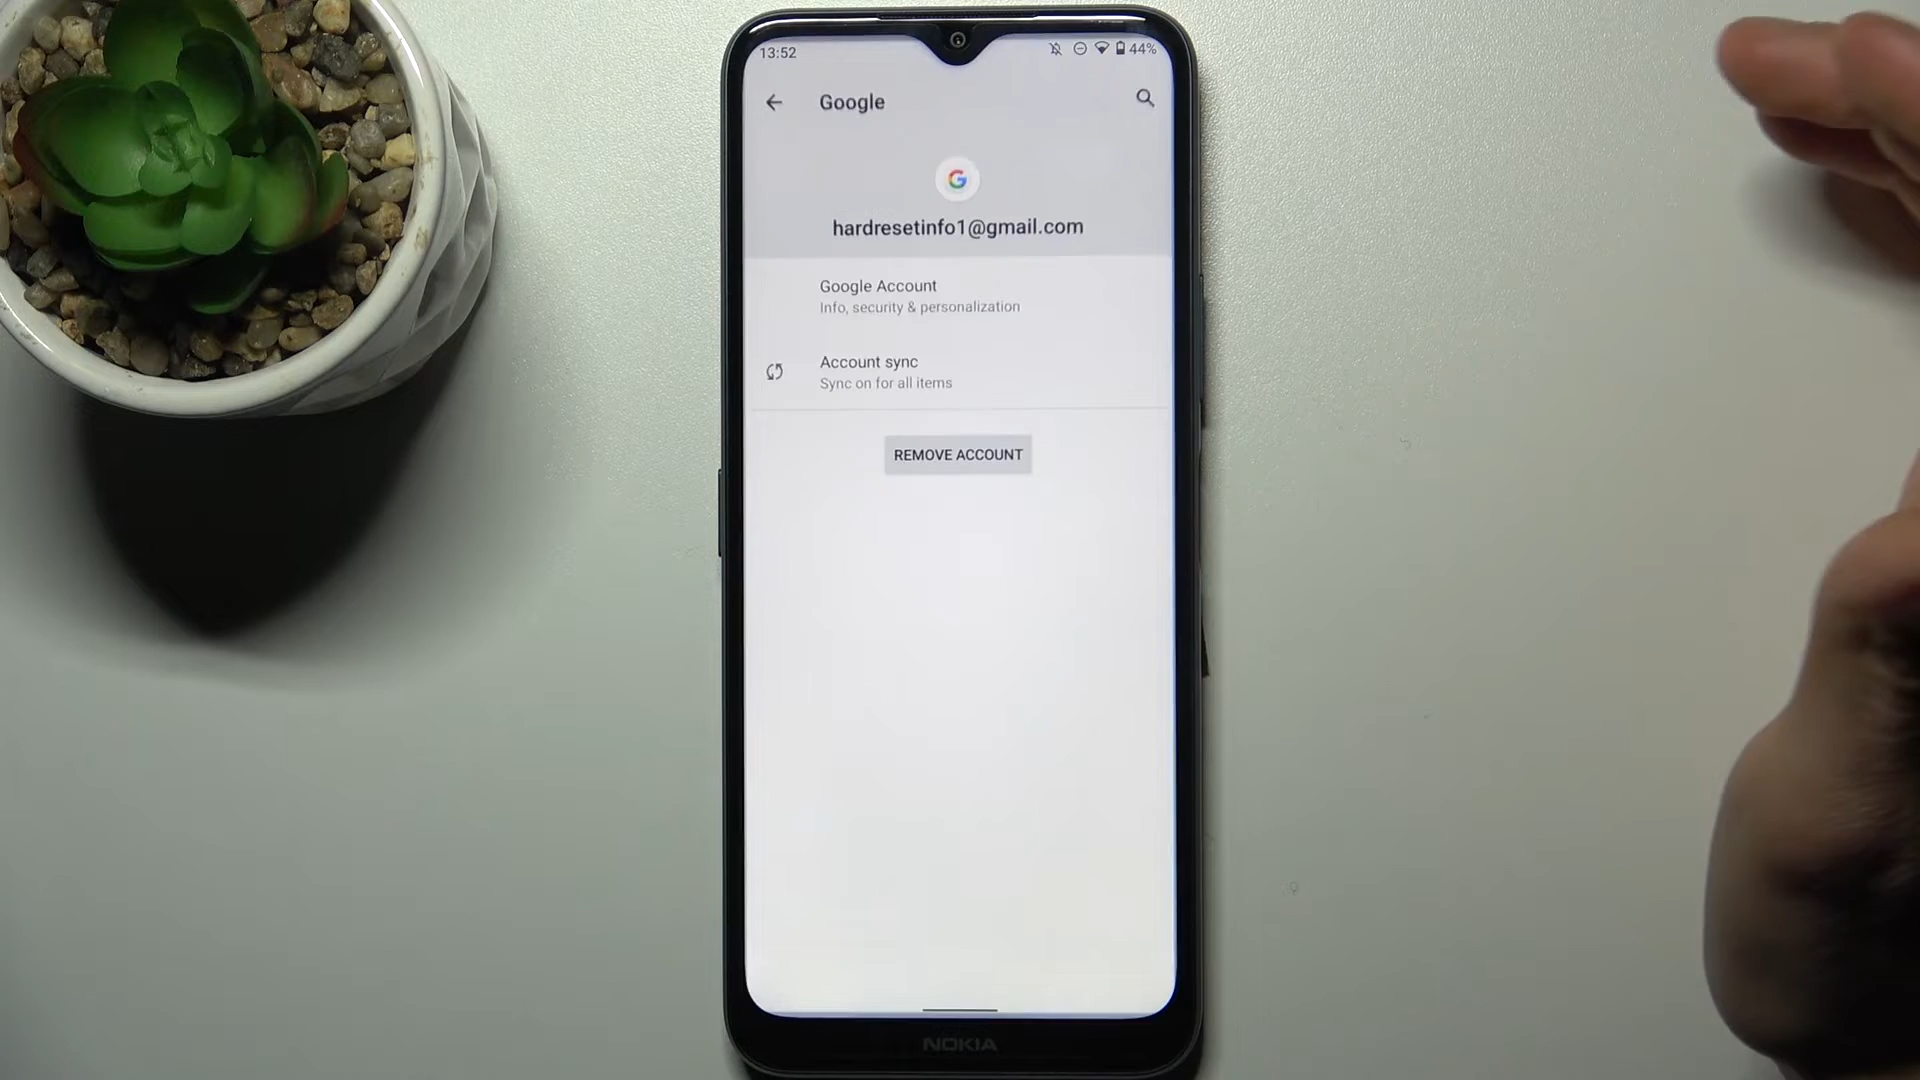 13:52
44%
Google
G
hardresetinfo1@gmail.com
Google Account
Info, security & personalization
Account sync
Sync on for all items
REMOVE ACCOUNT
NOKIA